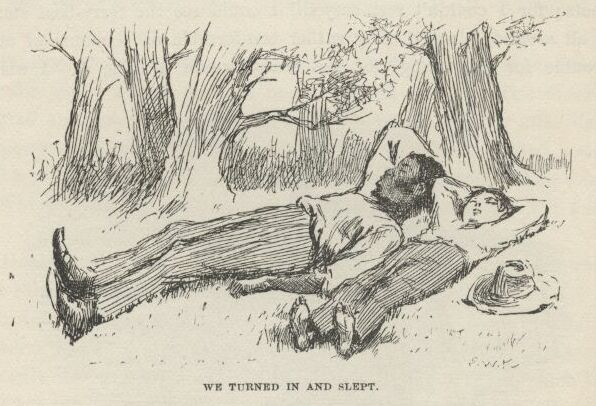 WE TURNED IN AND SLEPT.
E.W.K.